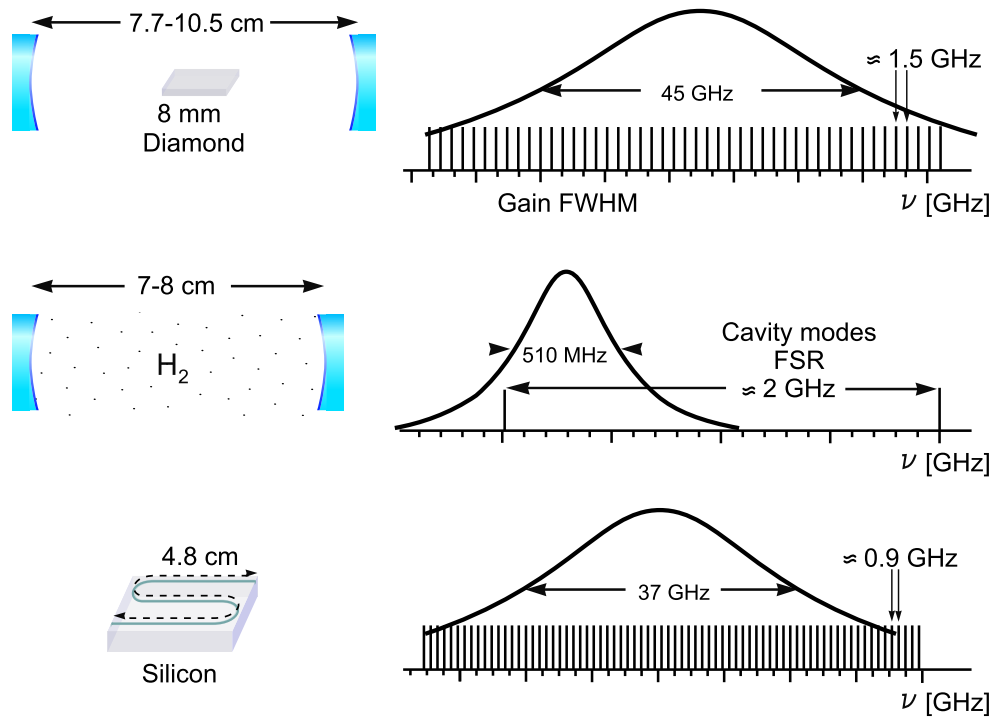 7.7-10.5 cm
8 mm
Diamond
≈ 1.5 GHz
45 GHz
Gain FWHM
ν [GHz]
7-8 cm
H2
510 MHz
Cavity modes
FSR
≈ 2 GHz
ν [GHz]
4.8 cm
Silicon
≈ 0.9 GHz
37 GHz
ν [GHz]